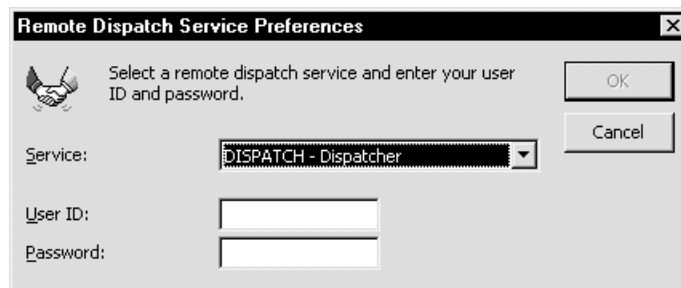 Remote Dispatch Service Preferences
Select a remote dispatch service and enter your user
ID and password.
OK
Cancel
Service:
DISPATCH - Dispatcher
User ID:
Password: